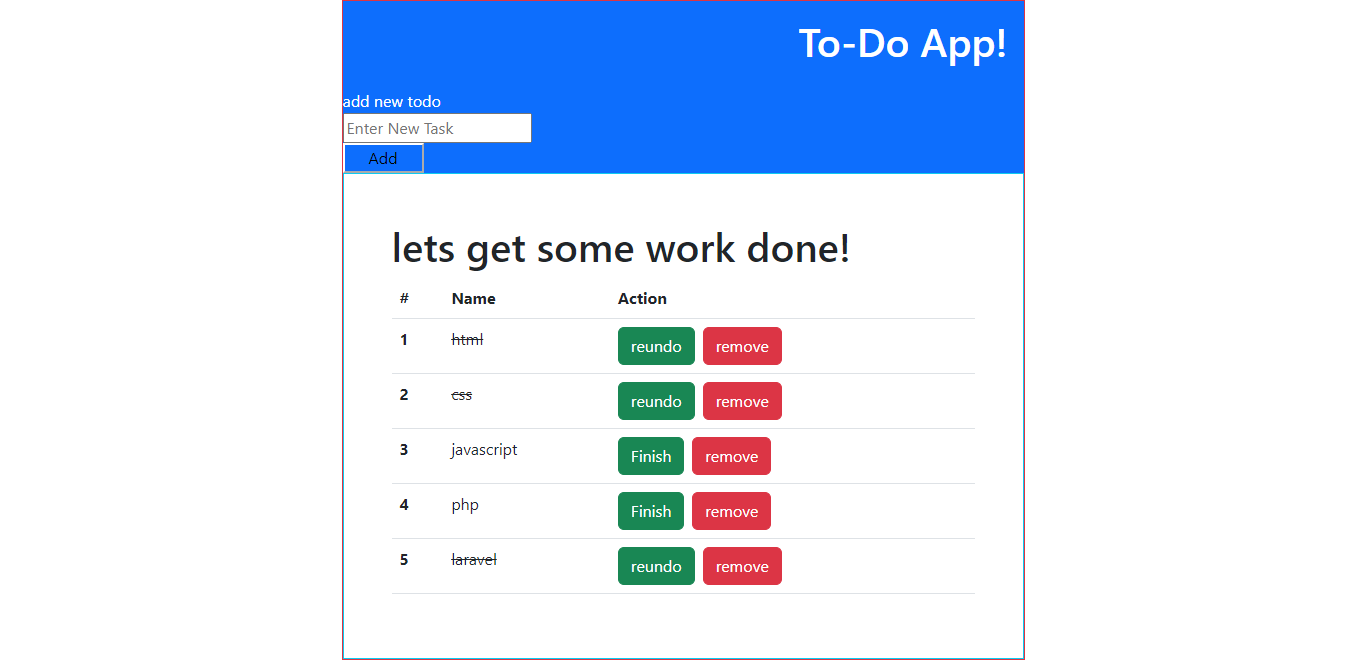 To-Do App!
add new todo
Enter New Task
Add
lets get some work done!
# Name Action
1 html reundo remove
2 css reundo remove
3 javascript Finish remove
4 php Finish remove
5 laravel reundo remove